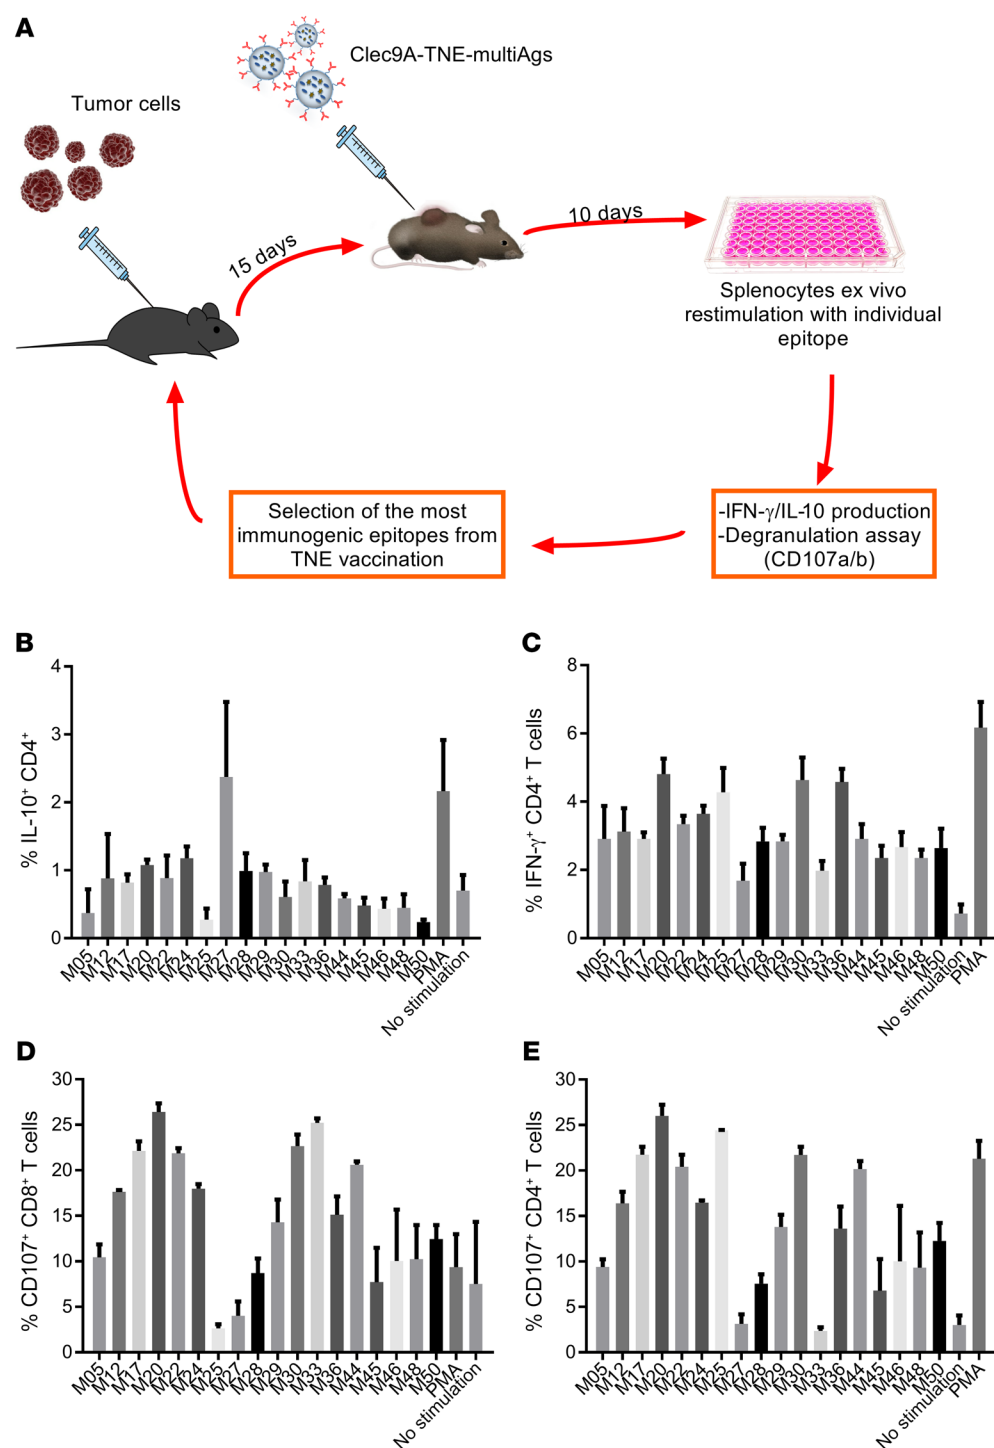 A
Clec9A-TNE-multiAgs
Tumor cells
15 days
10 days
Splenocytes ex vivo
restimulation with individual
epitope
Selection of the most
immunogenic epitopes from
TNE vaccination
-IFN-γ/IL-10 production
-Degranulation assay
(CD107a/b)
B
% IL-10⁺ CD4⁺
4
3
2
1
0
M05
M12
M17
M20
M22
M24
M25
M27
M28
M29
M30
M33
M36
M44
M45
M46
M48
M50
PMA
No stimulation
C
% IFN-γ⁺ CD4⁺ T cells
8
6
4
2
0
M05
M12
M17
M20
M22
M24
M25
M27
M28
M29
M30
M33
M36
M44
M45
M46
M48
M50
No stimulation
PMA
D
% CD107⁺ CD8⁺ T cells
30
25
20
15
10
5
0
M05
M12
M17
M20
M22
M24
M25
M27
M28
M29
M30
M33
M36
M44
M45
M46
M48
M50
PMA
No stimulation
E
% CD107⁺ CD4⁺ T cells
30
25
20
15
10
5
0
M05
M12
M17
M20
M22
M24
M25
M27
M28
M29
M30
M33
M36
M44
M45
M46
M48
M50
No stimulation
PMA